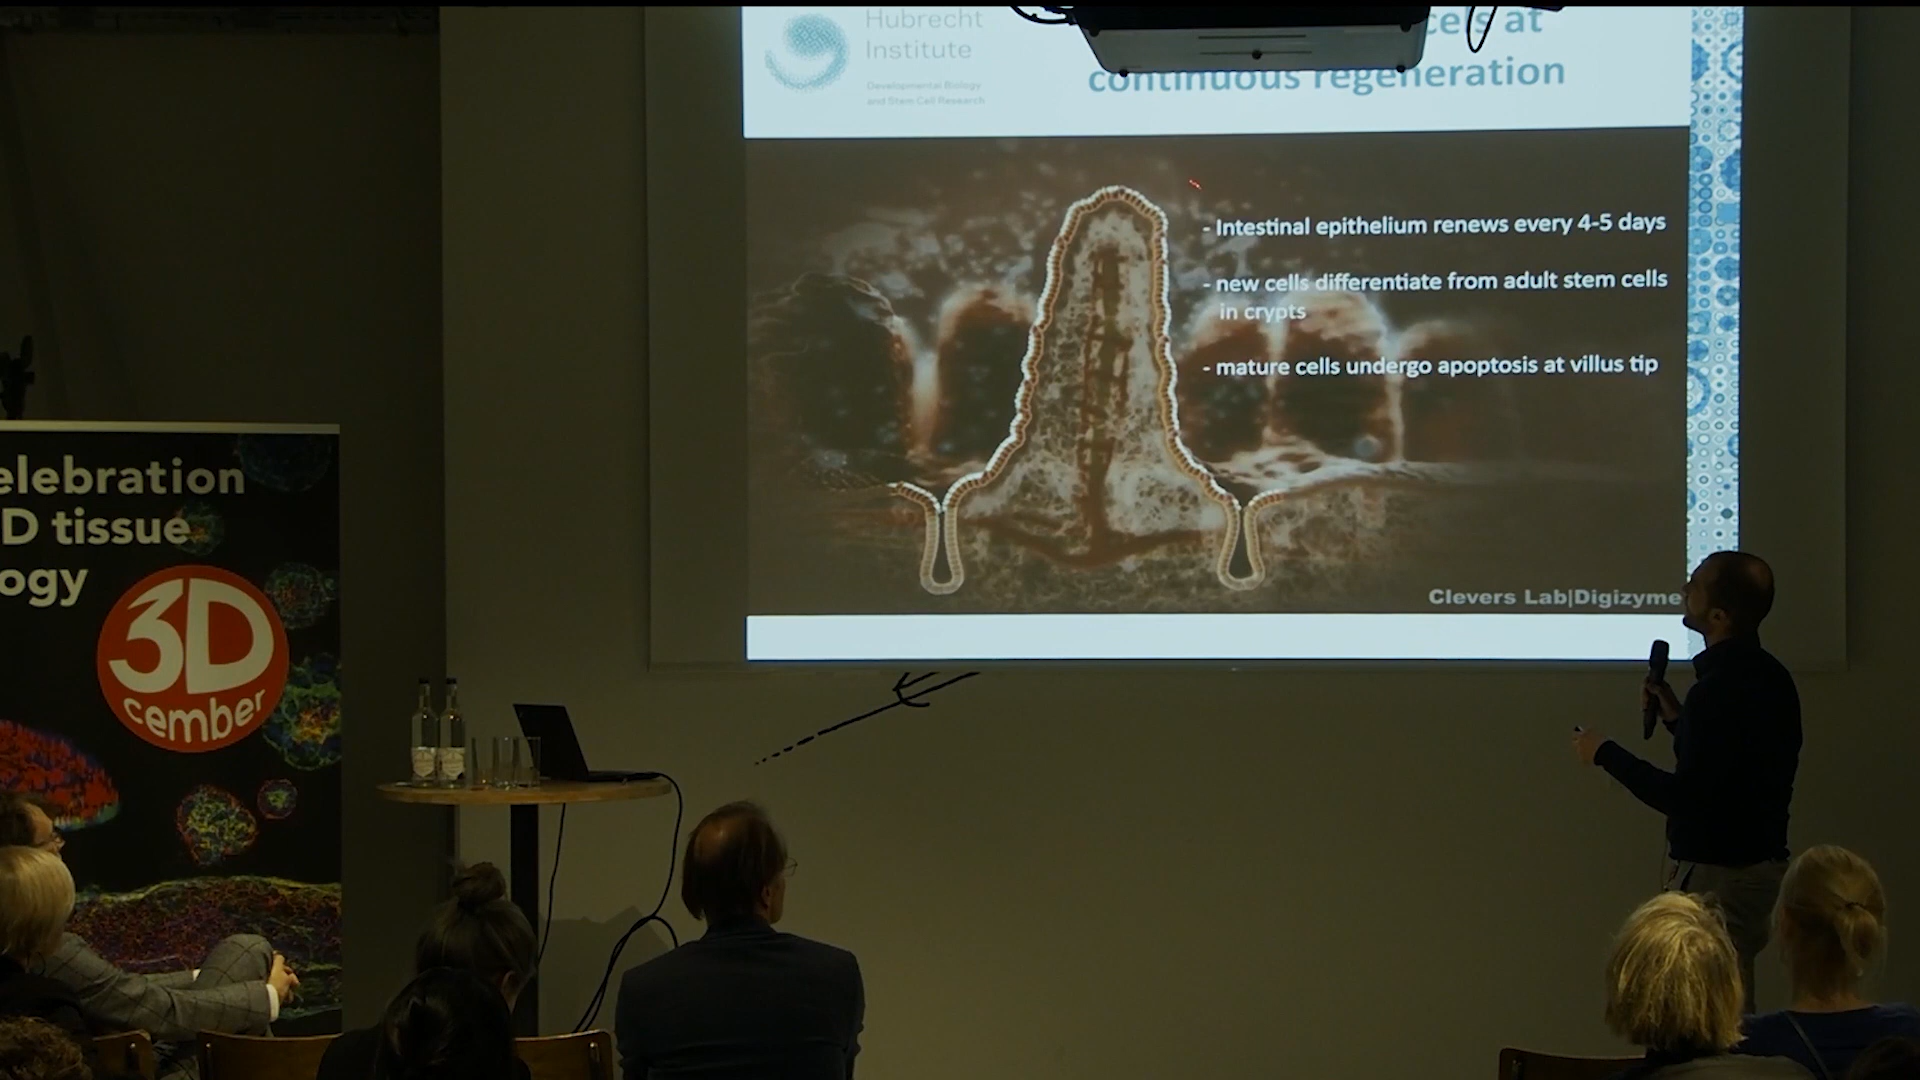 Hubrecht
Institute
Developmental Biology
and Stem Cell Research
cels at
continuous regeneration
- Intestinal epithelium renews every 4-5 days
- new cells differentiate from adult stem cells
in crypts
- mature cells undergo apoptosis at villus tip
Clevers Lab|Digizyme
elebration
D tissue
ogy
3D
cember